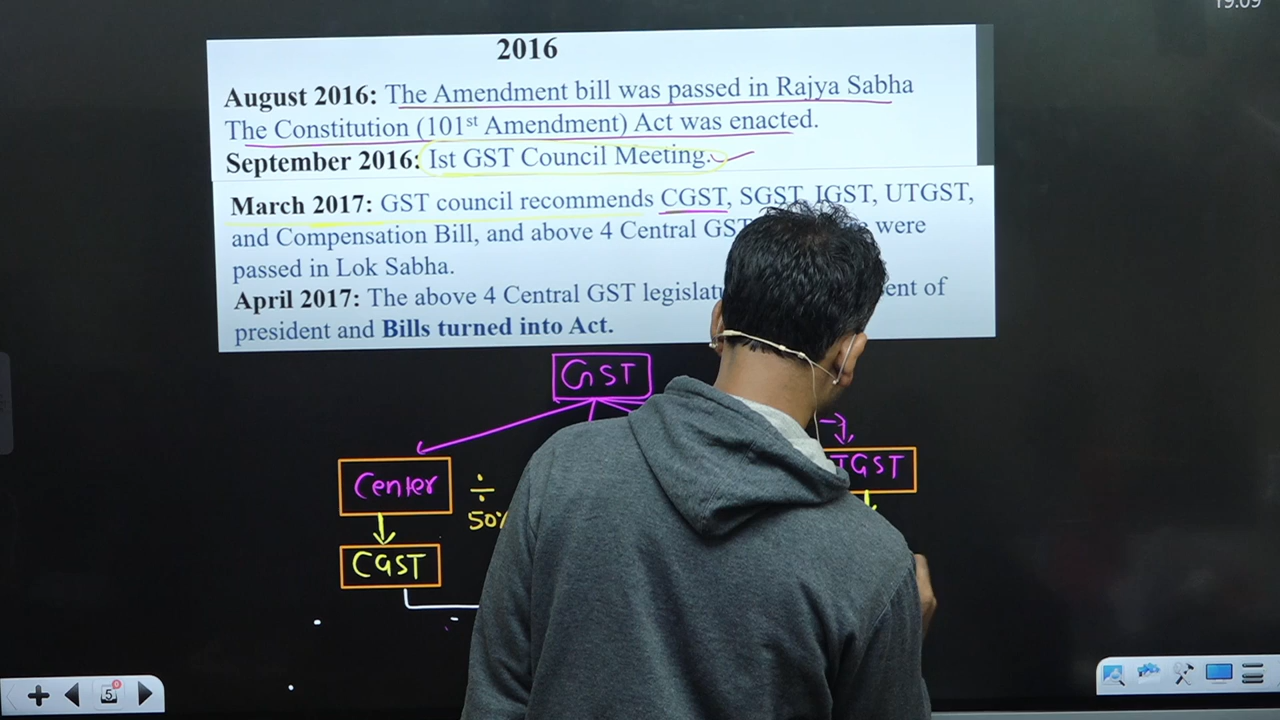 19:09
2016
August 2016: The Amendment bill was passed in Rajya Sabha
The Constitution (101st Amendment) Act was enacted.
September 2016: Ist GST Council Meeting.
March 2017: GST council recommends CGST, SGST, IGST, UTGST,
and Compensation Bill, and above 4 Central GST were
passed in Lok Sabha.
April 2017: The above 4 Central GST of
president and Bills turned into Act.
GST
Center
÷
50%
CGST
5